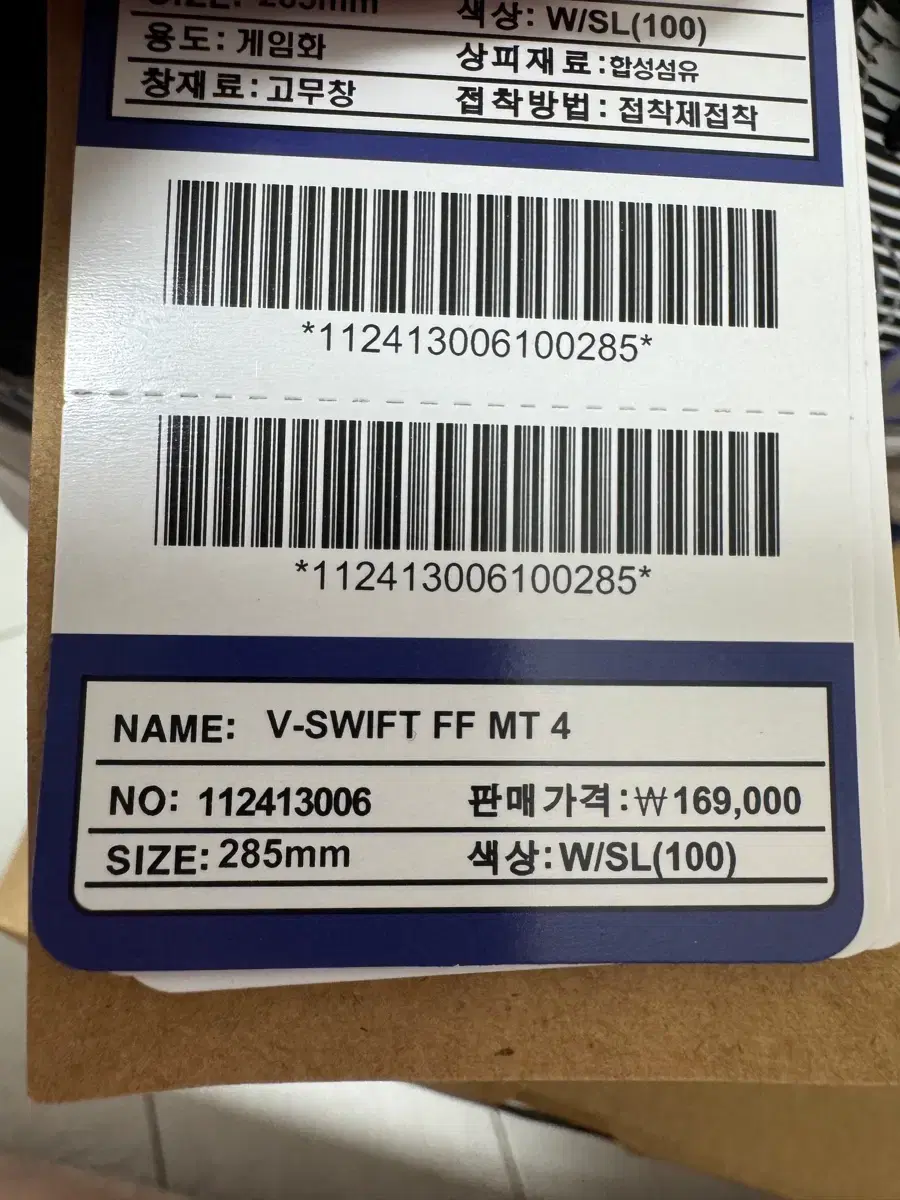 SIZE: 285mm 색상: W/SL(100)
용도: 게임화 상피재료:합성섬유
창재료:고무창 접착방법: 접착제접착
*112413006100285*
*112413006100285*
NAME: V-SWIFT FF MT 4
NO: 112413006 판매가격:₩169,000
SIZE:285mm 색상:W/SL(100)